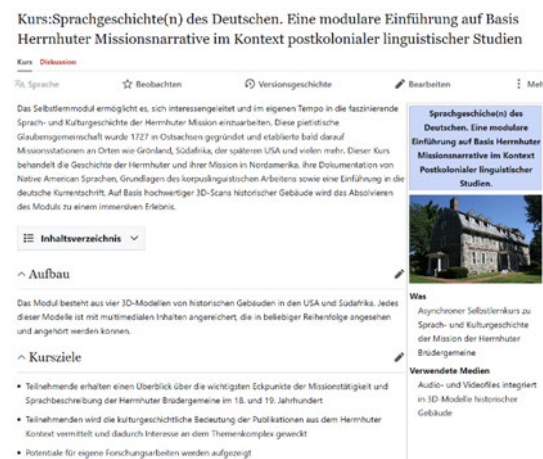 Kurs:Sprachgeschichte(n) des Deutschen. Eine modulare Einführung auf Basis
Herrnhuter Missionsnarrative im Kontext postkolonialer linguistischer Studien
Kurs Diskussion
Sprache Beobachten Versionsgeschichte Bearbeiten Meh
Das Selbstlernmodul ermöglicht es, sich interessengeleitet und im eigenen Tempo in die faszinierende
Sprach- und Kulturgeschichte der Herrnhuter Mission einzuarbeiten. Diese pietistische
Glaubensgemeinschaft wurde 1727 in Ostsachsen gegründet und etablierte bald darauf
Missionsstationen an Orten wie Grönland, Südafrika, der späteren USA und vielen mehr. Dieser Kurs
behandelt die Geschichte der Herrnhuter und ihrer Mission in Nordamerika, ihre Dokumentation von
Native American Sprachen, Grundlagen des korpuslinguistischen Arbeitens sowie eine Einführung in die
deutsche Kurrentschrift. Auf Basis hochwertiger 3D-Scans historischer Gebäude wird das Absolvieren
des Moduls zu einem immersiven Erlebnis.
Inhaltsverzeichnis
Aufbau
Das Modul besteht aus vier 3D-Modellen von historischen Gebäuden in den USA und Südafrika. Jedes
dieser Modelle ist mit multimedialen Inhalten angereichert, die in beliebiger Reihenfolge angesehen
und angehört werden können.
Kursziele
• Teilnehmende erhalten einen Überblick über die wichtigsten Eckpunkte der Missionstätigkeit und
Sprachbeschreibung der Herrnhuter Brüdergemeine im 18. und 19. Jahrhundert
• Teilnehmenden wird die kulturgeschichtliche Bedeutung der Publikationen aus dem Herrnhuter
Kontext vermittelt und dadurch Interesse an dem Themenkomplex geweckt
• Potentiale für eigene Forschungsarbeiten werden aufgezeigt
Sprachgeschiche(n) des
Deutschen. Eine modulare
Einführung auf Basis Herrnhuter
Missionsnarrative im Kontext
Postkolonialer linguistischer
Studien.
Was
Asynchroner Selbstlernkurs zu
Sprach- und Kulturgeschichte
der Mission der Herrnhuter
Brüdergemeine
Verwendete Medien
Audio- und Videofiles integriert
in 3D-Modelle historischer
Gebäude